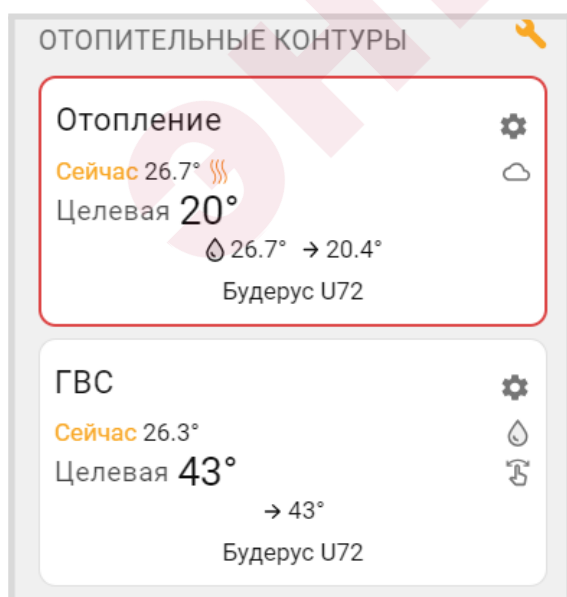 ОТОПИТЕЛЬНЫЕ КОНТУРЫ
Отопление
Сейчас 26.7°
Целевая 20°
26.7° → 20.4°
Будерус U72
ГВС
Сейчас 26.3°
Целевая 43°
→ 43°
Будерус U72